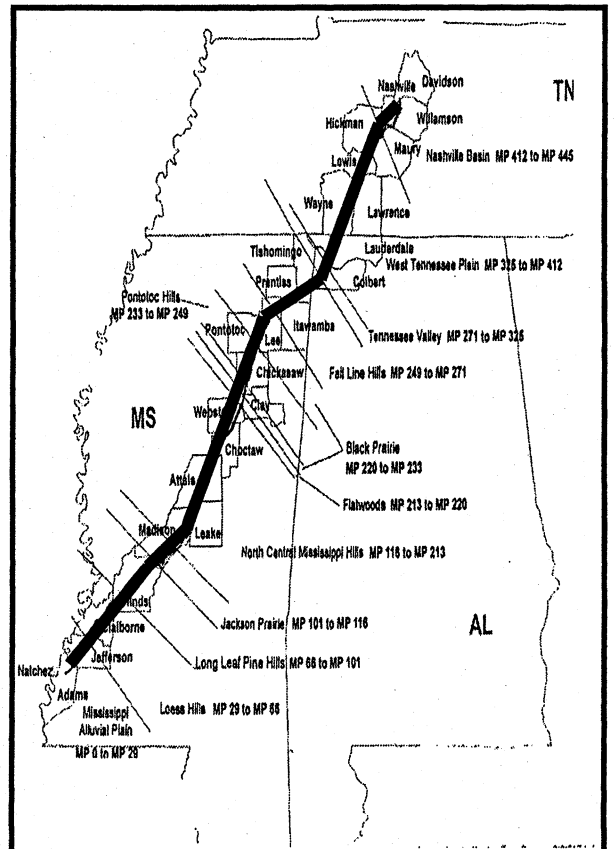 Nashville
Davidson
TN
Hickman
Willamson
Maury
Nashville Basin MP 412 to MP 445
Lewis
Wayne
Lawrence
Lauderdale
Tishomingo
West Tennessee Plain MP 325 to MP 412
Colbert
Prentiss
Pontotoc Hills
MP 233 to MP 249
Itawamba
Pontotoc
Lee
Tennessee Valley MP 271 to MP 325
Chickasaw
Fall Line Hills MP 249 to MP 271
MS
Webst
Clay
Choctaw
Black Prairie
MP 220 to MP 233
Attala
Flatwoods MP 213 to MP 220
Madison
Leake
North Central Mississippi Hills MP 116 to MP 213
Hinds
Jackson Prairie MP 101 to MP 116
AL
Claiborne
Jefferson
Long Leaf Pine Hills MP 66 to MP 101
Natchez
Adams
Mississippi
Alluvial Plain
MP 0 to MP 29
Loess Hills MP 29 to MP 66